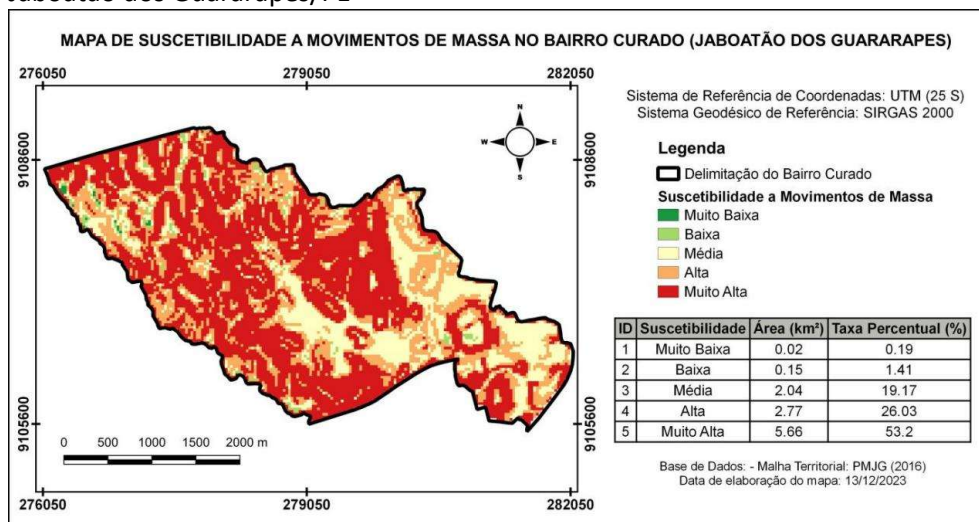 MAPA DE SUSCETIBILIDADE A MOVIMENTOS DE MASSA NO BAIRRO CURADO (JABOATÃO DOS GUARARAPES)
276050 279050 282050
9108600 9108600
9105600 9105600
276050 279050 282050
N
W E
S
0 500 1000 1500 2000 m
Sistema de Referência de Coordenadas: UTM (25 S)
Sistema Geodésico de Referência: SIRGAS 2000
Legenda
Delimitação do Bairro Curado
Suscetibilidade a Movimentos de Massa
Muito Baixa
Baixa
Média
Alta
Muito Alta
ID Suscetibilidade Área (km²) Taxa Percentual (%)
1 Muito Baixa 0.02 0.19
2 Baixa 0.15 1.41
3 Média 2.04 19.17
4 Alta 2.77 26.03
5 Muito Alta 5.66 53.2
Base de Dados: - Malha Territorial: PMJG (2016)
Data de elaboração do mapa: 13/12/2023